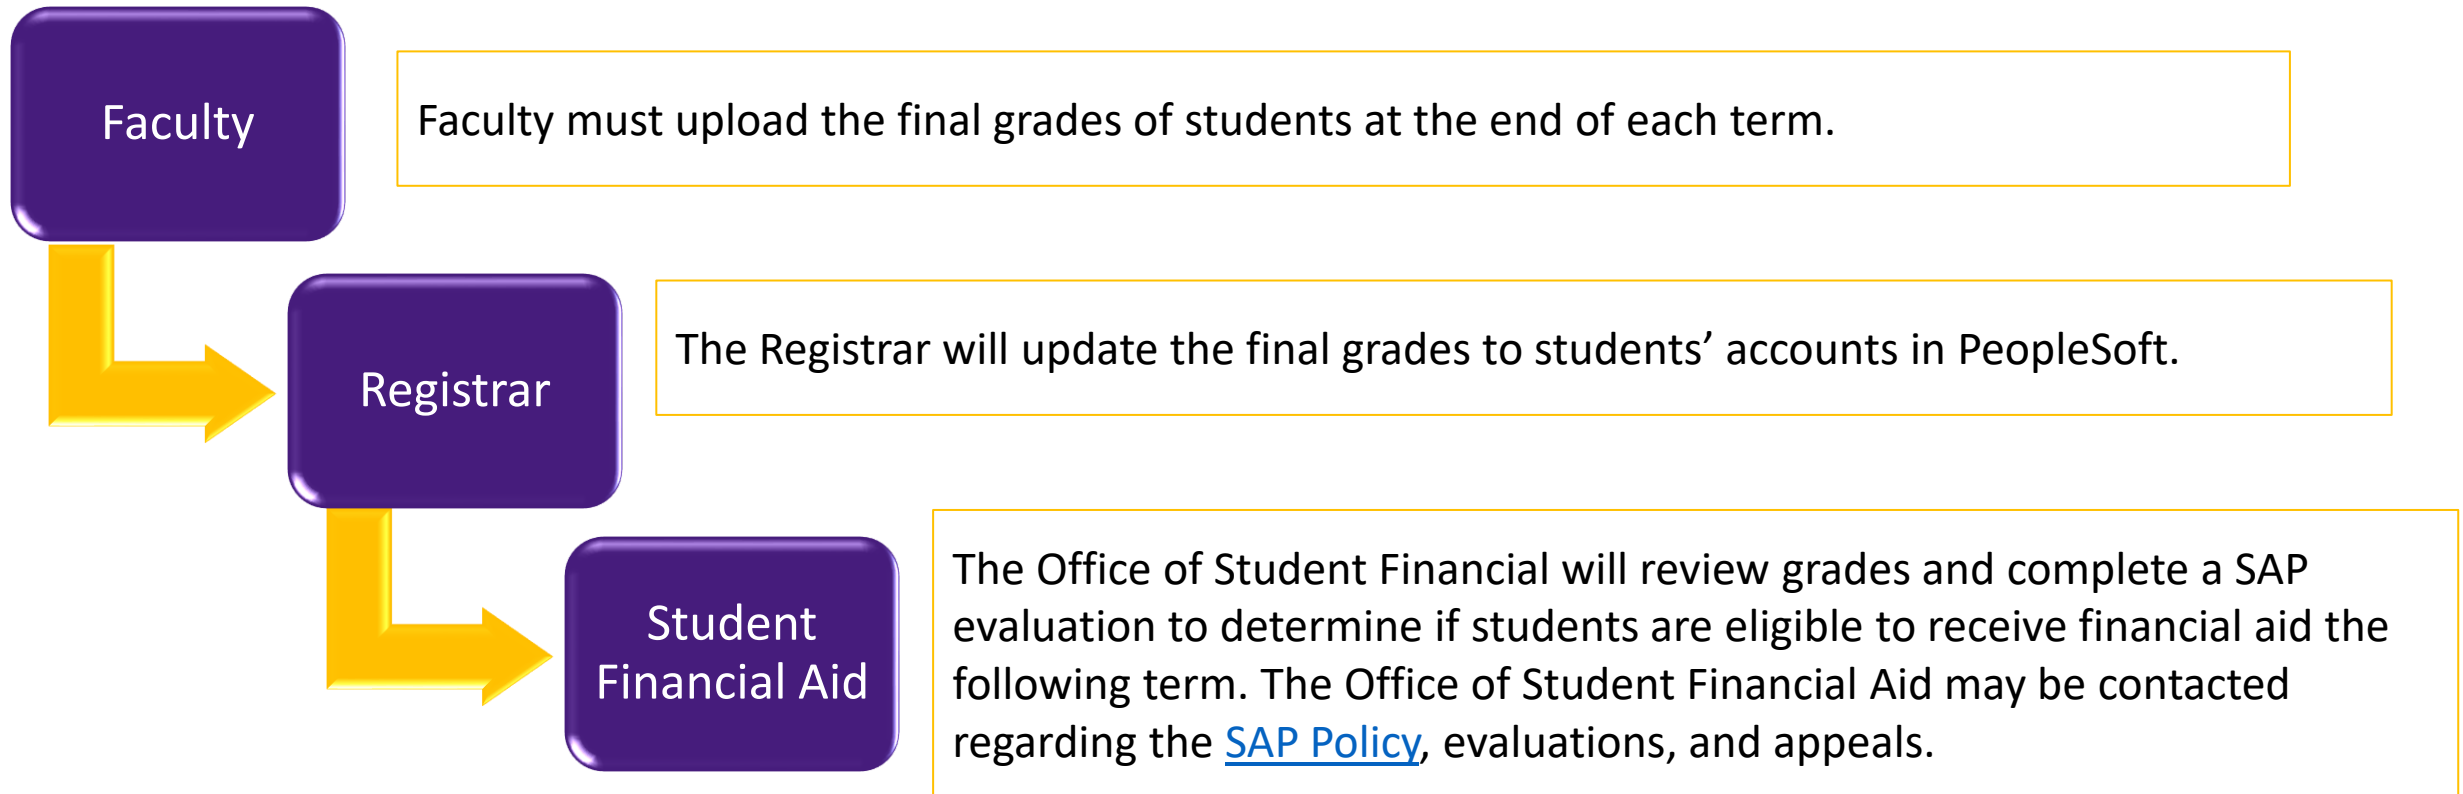 Faculty
Faculty must upload the final grades of students at the end of each term.
Registrar
The Registrar will update the final grades to students’ accounts in PeopleSoft.
Student
Financial Aid
The Office of Student Financial will review grades and complete a SAP
evaluation to determine if students are eligible to receive financial aid the
following term. The Office of Student Financial Aid may be contacted
regarding the SAP Policy, evaluations, and appeals.